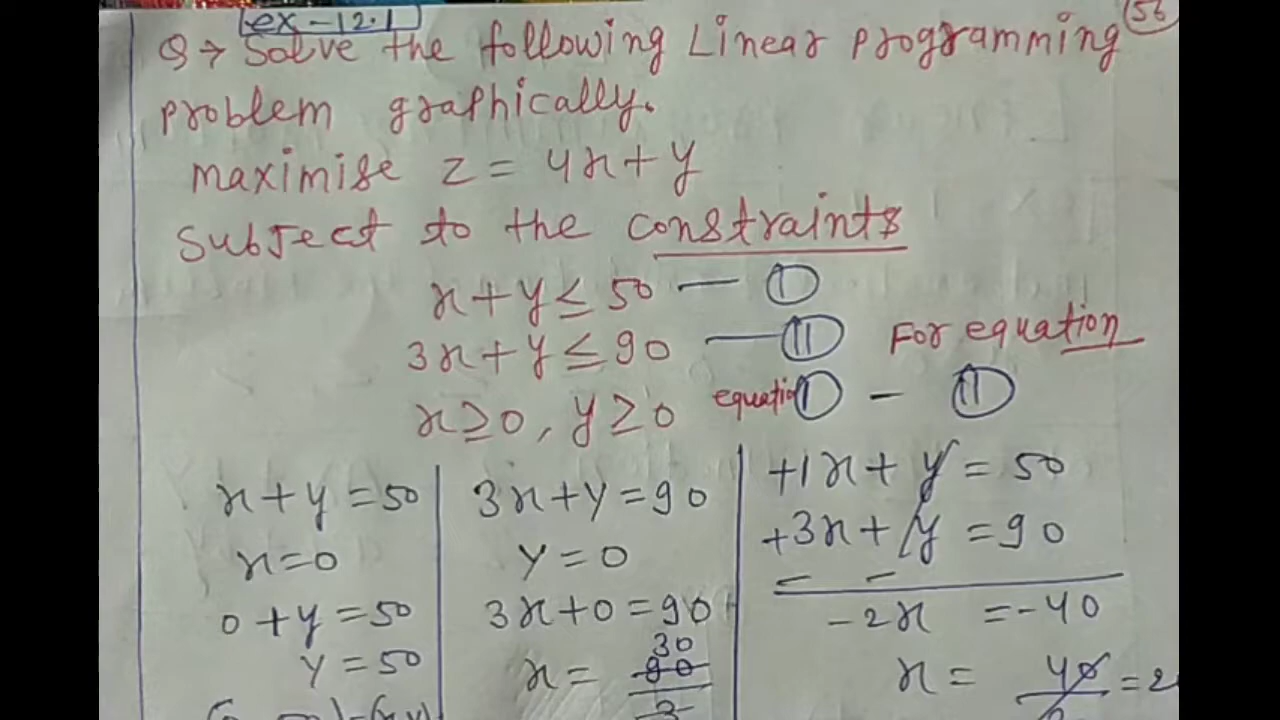 ex-12.1
56
Q→ Solve the following Linear programming
problem graphically.
maximise z = 4x + y
Subject to the constraints
x + y ≤ 50 — I
3x + y ≤ 90 — II
For equation
x ≥ 0, y ≥ 0
equation I - II
x + y = 50
x = 0
0 + y = 50
y = 50
3x + y = 90
y = 0
3x + 0 = 90
30
x = 90
3
+1x + y = 50
+3x + y = 90
- -
-2x = -40
x = 40 = 2